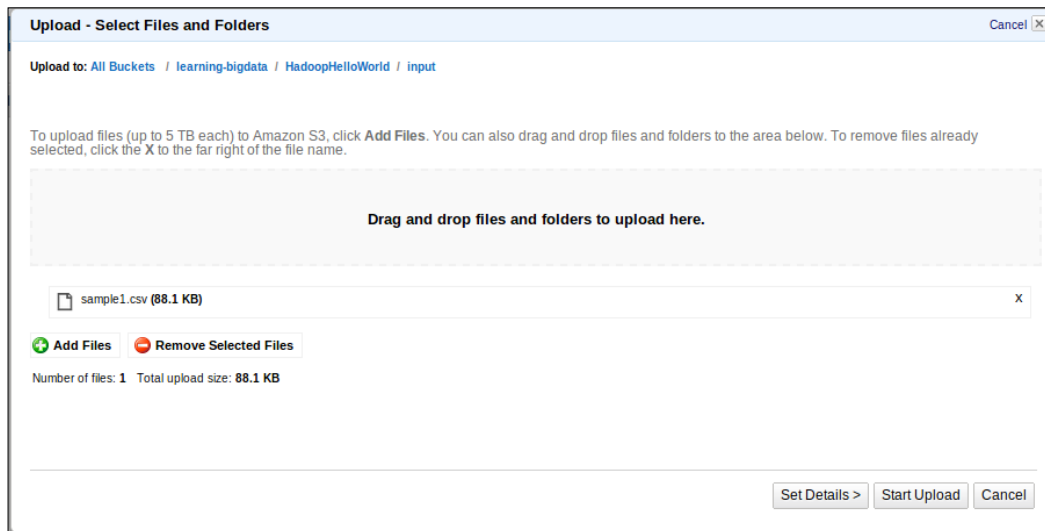 Upload - Select Files and Folders
Cancel X
Upload to: All Buckets / learning-bigdata / HadoopHelloWorld / input
To upload files (up to 5 TB each) to Amazon S3, click Add Files. You can also drag and drop files and folders to the area below. To remove files already
selected, click the X to the far right of the file name.
Drag and drop files and folders to upload here.
sample1.csv (88.1 KB) X
Add Files Remove Selected Files
Number of files: 1 Total upload size: 88.1 KB
Set Details > Start Upload Cancel